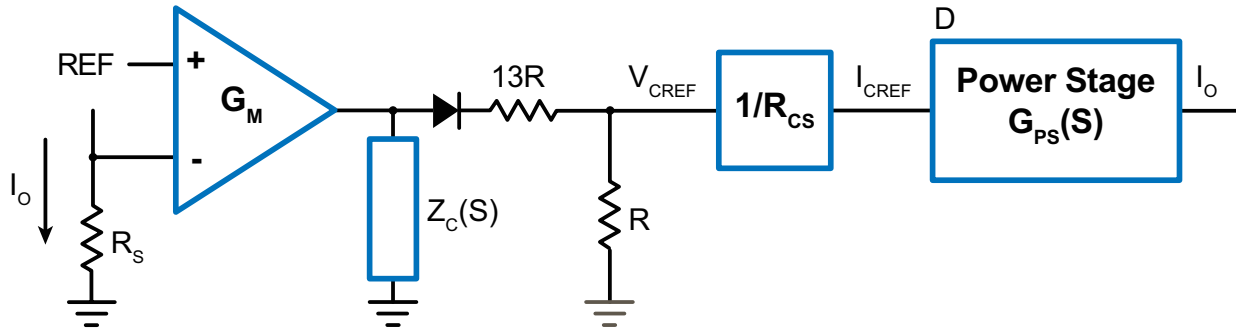 D
REF
+
-
G_M
13R
V_CREF
1/R_CS
I_CREF
Power Stage
G_PS(S)
I_O
I_O
R_S
Z_C(S)
R